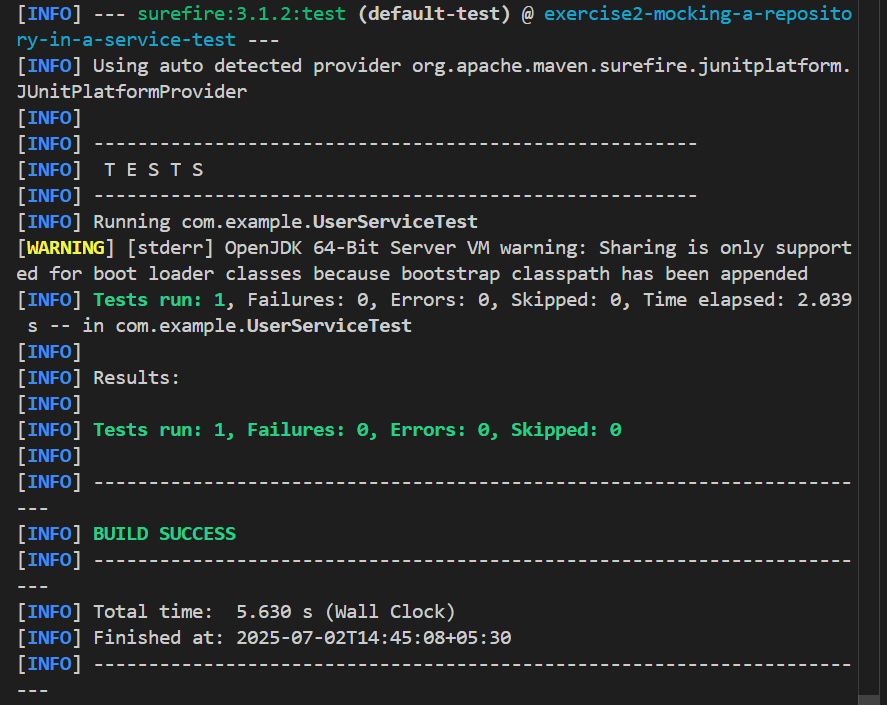 [INFO] --- surefire:3.1.2:test (default-test) @ exercise2-mocking-a-reposito
ry-in-a-service-test ---
[INFO] Using auto detected provider org.apache.maven.surefire.junitplatform.
JUnitPlatformProvider
[INFO]
[INFO] -------------------------------------------------------
[INFO]  T E S T S
[INFO] -------------------------------------------------------
[INFO] Running com.example.UserServiceTest
[WARNING] [stderr] OpenJDK 64-Bit Server VM warning: Sharing is only support
ed for boot loader classes because bootstrap classpath has been appended
[INFO] Tests run: 1, Failures: 0, Errors: 0, Skipped: 0, Time elapsed: 2.039
 s -- in com.example.UserServiceTest
[INFO]
[INFO] Results:
[INFO]
[INFO] Tests run: 1, Failures: 0, Errors: 0, Skipped: 0
[INFO]
[INFO] ---------------------------------------------------------------------
---
[INFO] BUILD SUCCESS
[INFO] ---------------------------------------------------------------------
---
[INFO] Total time:  5.630 s (Wall Clock)
[INFO] Finished at: 2025-07-02T14:45:08+05:30
[INFO] ---------------------------------------------------------------------
---